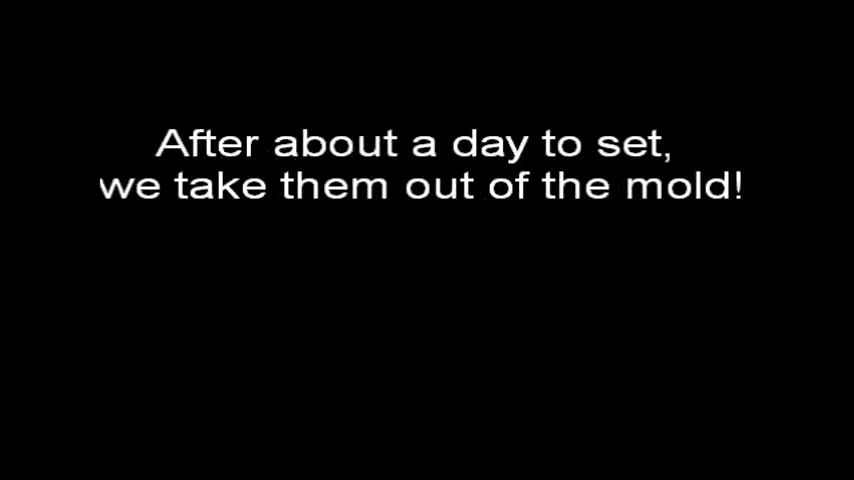 After about a day to set,
we take them out of the mold!